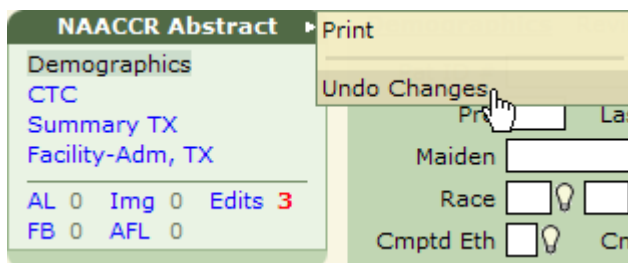 NAACCR Abstract
Print
Undo Changes
Demographics
CTC
Summary TX
Facility-Adm, TX
AL 0 Img 0 Edits 3
FB 0 AFL 0
Maiden
Race
Cmptd Eth